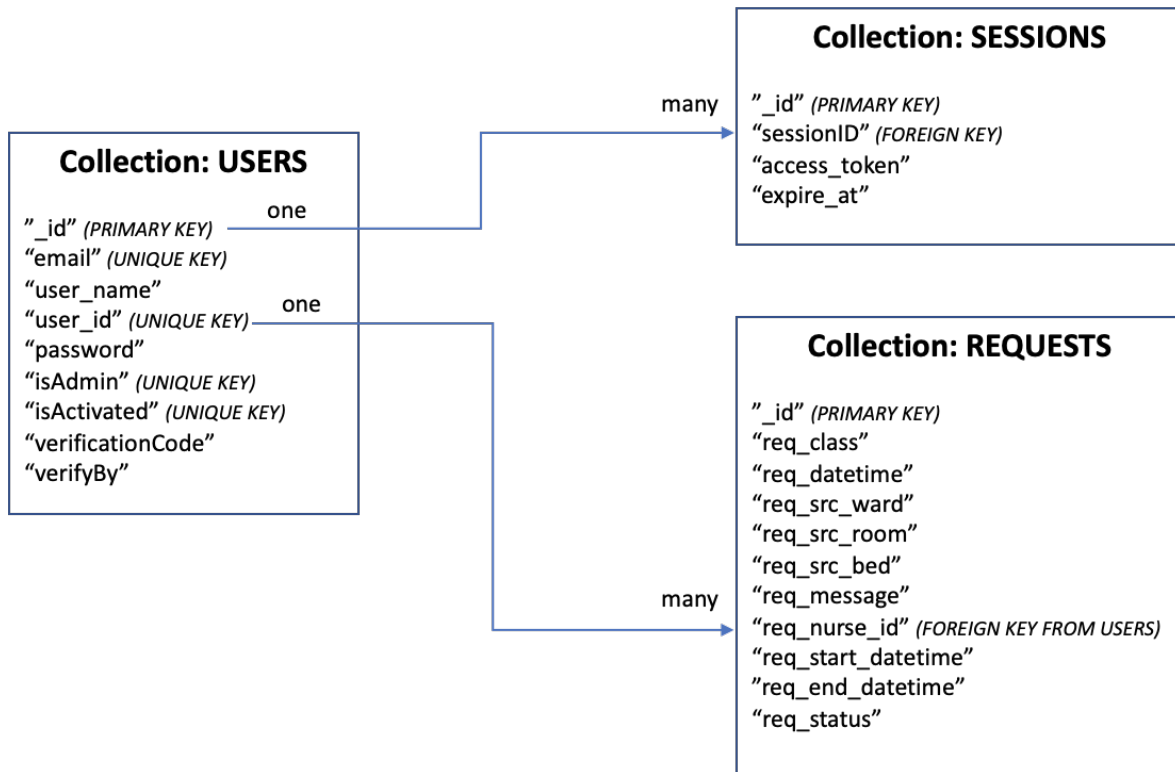 Collection: USERS
”_id” (PRIMARY KEY)
“email” (UNIQUE KEY)
“user_name”
“user_id” (UNIQUE KEY)
“password”
“isAdmin” (UNIQUE KEY)
“isActivated” (UNIQUE KEY)
“verificationCode”
“verifyBy”
one
one
many
many
Collection: SESSIONS
”_id” (PRIMARY KEY)
“sessionID” (FOREIGN KEY)
“access_token”
“expire_at”
Collection: REQUESTS
”_id” (PRIMARY KEY)
“req_class”
“req_datetime”
“req_src_ward”
“req_src_room”
“req_src_bed”
“req_message”
“req_nurse_id” (FOREIGN KEY FROM USERS)
“req_start_datetime”
”req_end_datetime”
“req_status”